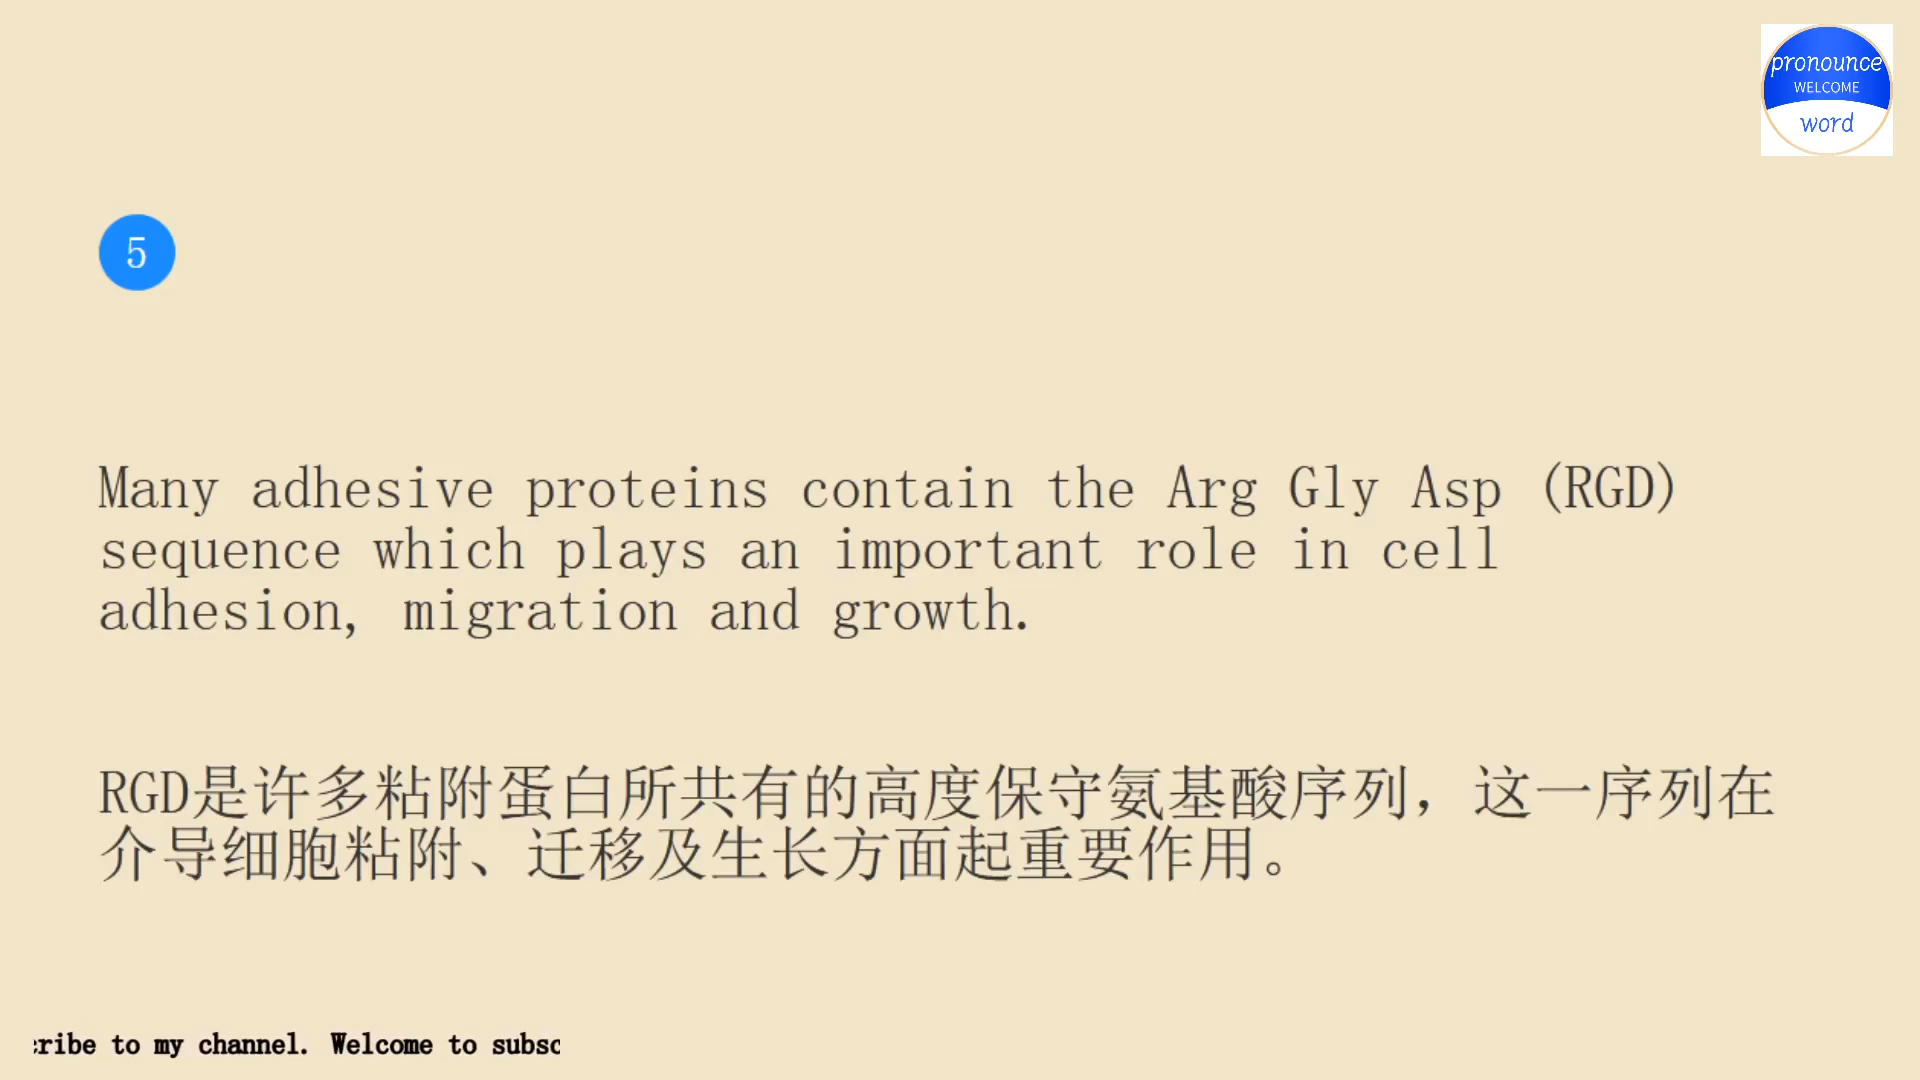 pronounce
WELCOME
word
5
Many adhesive proteins contain the Arg Gly Asp (RGD)
sequence which plays an important role in cell
adhesion, migration and growth.
RGD是许多粘附蛋白所共有的高度保守氨基酸序列，这一序列在
介导细胞粘附、迁移及生长方面起重要作用。
cribe to my channel. Welcome to subsc